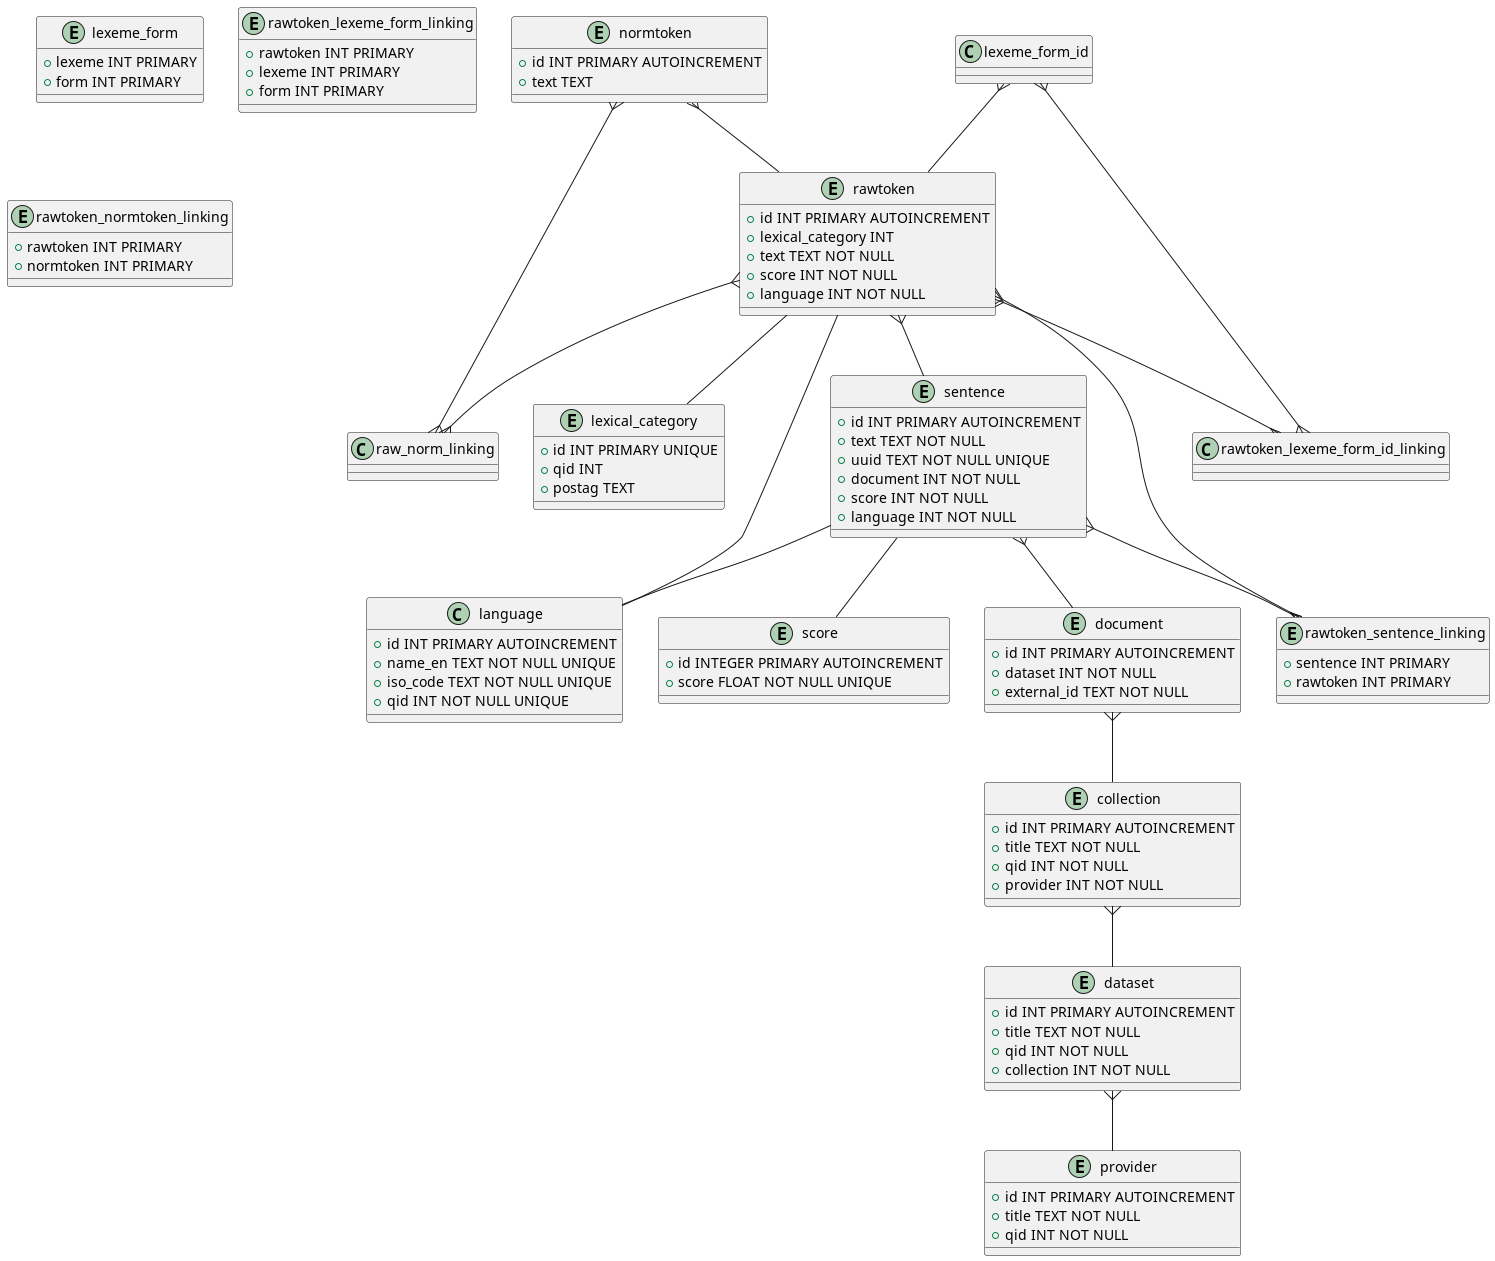 E lexeme_form
lexeme INT PRIMARY
form INT PRIMARY
E rawtoken_lexeme_form_linking
rawtoken INT PRIMARY
lexeme INT PRIMARY
form INT PRIMARY
E normtoken
id INT PRIMARY AUTOINCREMENT
text TEXT
C lexeme_form_id
E rawtoken_normtoken_linking
rawtoken INT PRIMARY
normtoken INT PRIMARY
E rawtoken
id INT PRIMARY AUTOINCREMENT
lexical_category INT
text TEXT NOT NULL
score INT NOT NULL
language INT NOT NULL
C raw_norm_linking
E lexical_category
id INT PRIMARY UNIQUE
qid INT
postag TEXT
E sentence
id INT PRIMARY AUTOINCREMENT
text TEXT NOT NULL
uuid TEXT NOT NULL UNIQUE
document INT NOT NULL
score INT NOT NULL
language INT NOT NULL
C rawtoken_lexeme_form_id_linking
C language
id INT PRIMARY AUTOINCREMENT
name_en TEXT NOT NULL UNIQUE
iso_code TEXT NOT NULL UNIQUE
qid INT NOT NULL UNIQUE
E score
id INTEGER PRIMARY AUTOINCREMENT
score FLOAT NOT NULL UNIQUE
E document
id INT PRIMARY AUTOINCREMENT
dataset INT NOT NULL
external_id TEXT NOT NULL
E rawtoken_sentence_linking
sentence INT PRIMARY
rawtoken INT PRIMARY
E collection
id INT PRIMARY AUTOINCREMENT
title TEXT NOT NULL
qid INT NOT NULL
provider INT NOT NULL
E dataset
id INT PRIMARY AUTOINCREMENT
title TEXT NOT NULL
qid INT NOT NULL
collection INT NOT NULL
E provider
id INT PRIMARY AUTOINCREMENT
title TEXT NOT NULL
qid INT NOT NULL